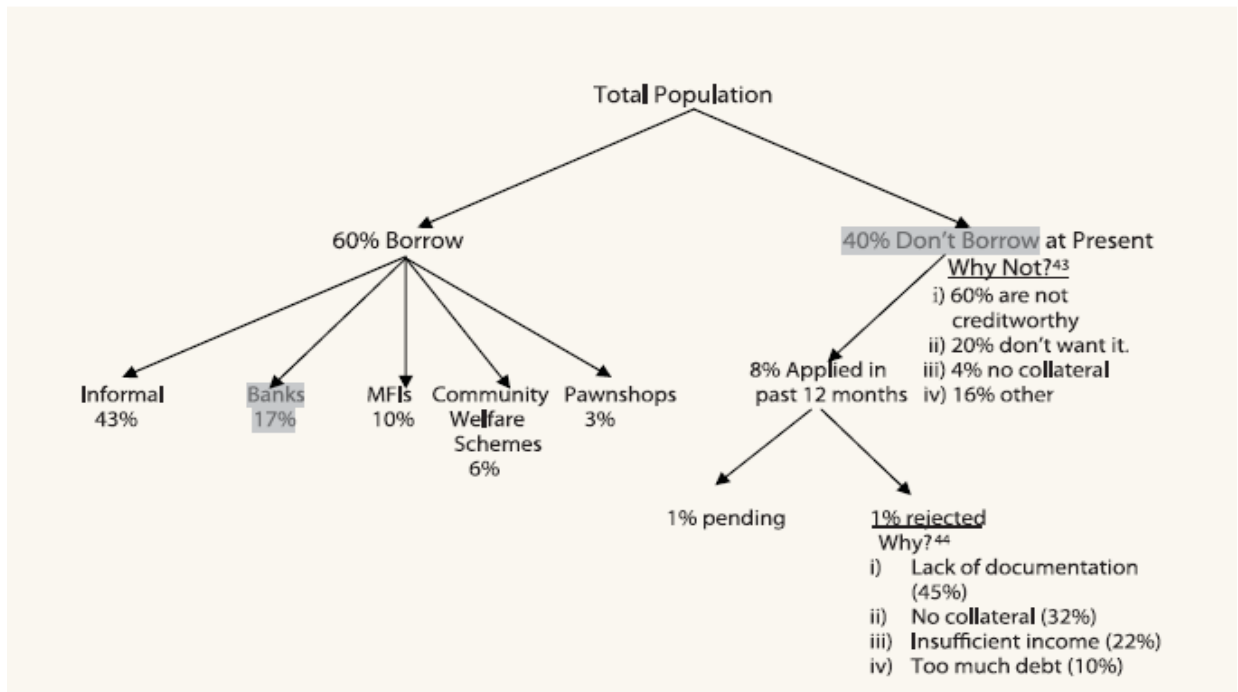 Total Population
60% Borrow
Informal
43%
Banks
17%
MFIs
10%
Community
Welfare
Schemes
6%
Pawnshops
3%
40% Don’t Borrow at Present
Why Not?43
i) 60% are not
creditworthy
ii) 20% don’t want it.
iii) 4% no collateral
iv) 16% other
8% Applied in
past 12 months
1% pending
1% rejected
Why?44
i) Lack of documentation
(45%)
ii) No collateral (32%)
iii) Insufficient income (22%)
iv) Too much debt (10%)